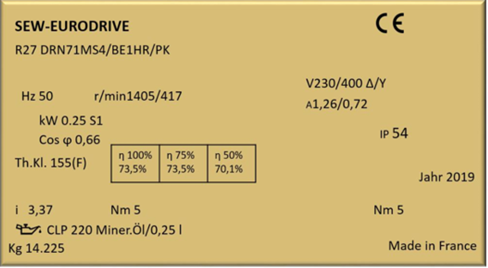 SEW-EURODRIVE CE
R27 DRN71MS4/BE1HR/PK
V230/400 Δ/Y
Hz 50 r/min1405/417
A1,26/0,72
kW 0.25 S1
Cos φ 0,66
IP 54
Th.Kl. 155(F)
η 100% η 75% η 50%
73,5% 73,5% 70,1%
Jahr 2019
i 3,37 Nm 5 Nm 5
CLP 220 Miner.Öl/0,25 l
Kg 14.225 Made in France